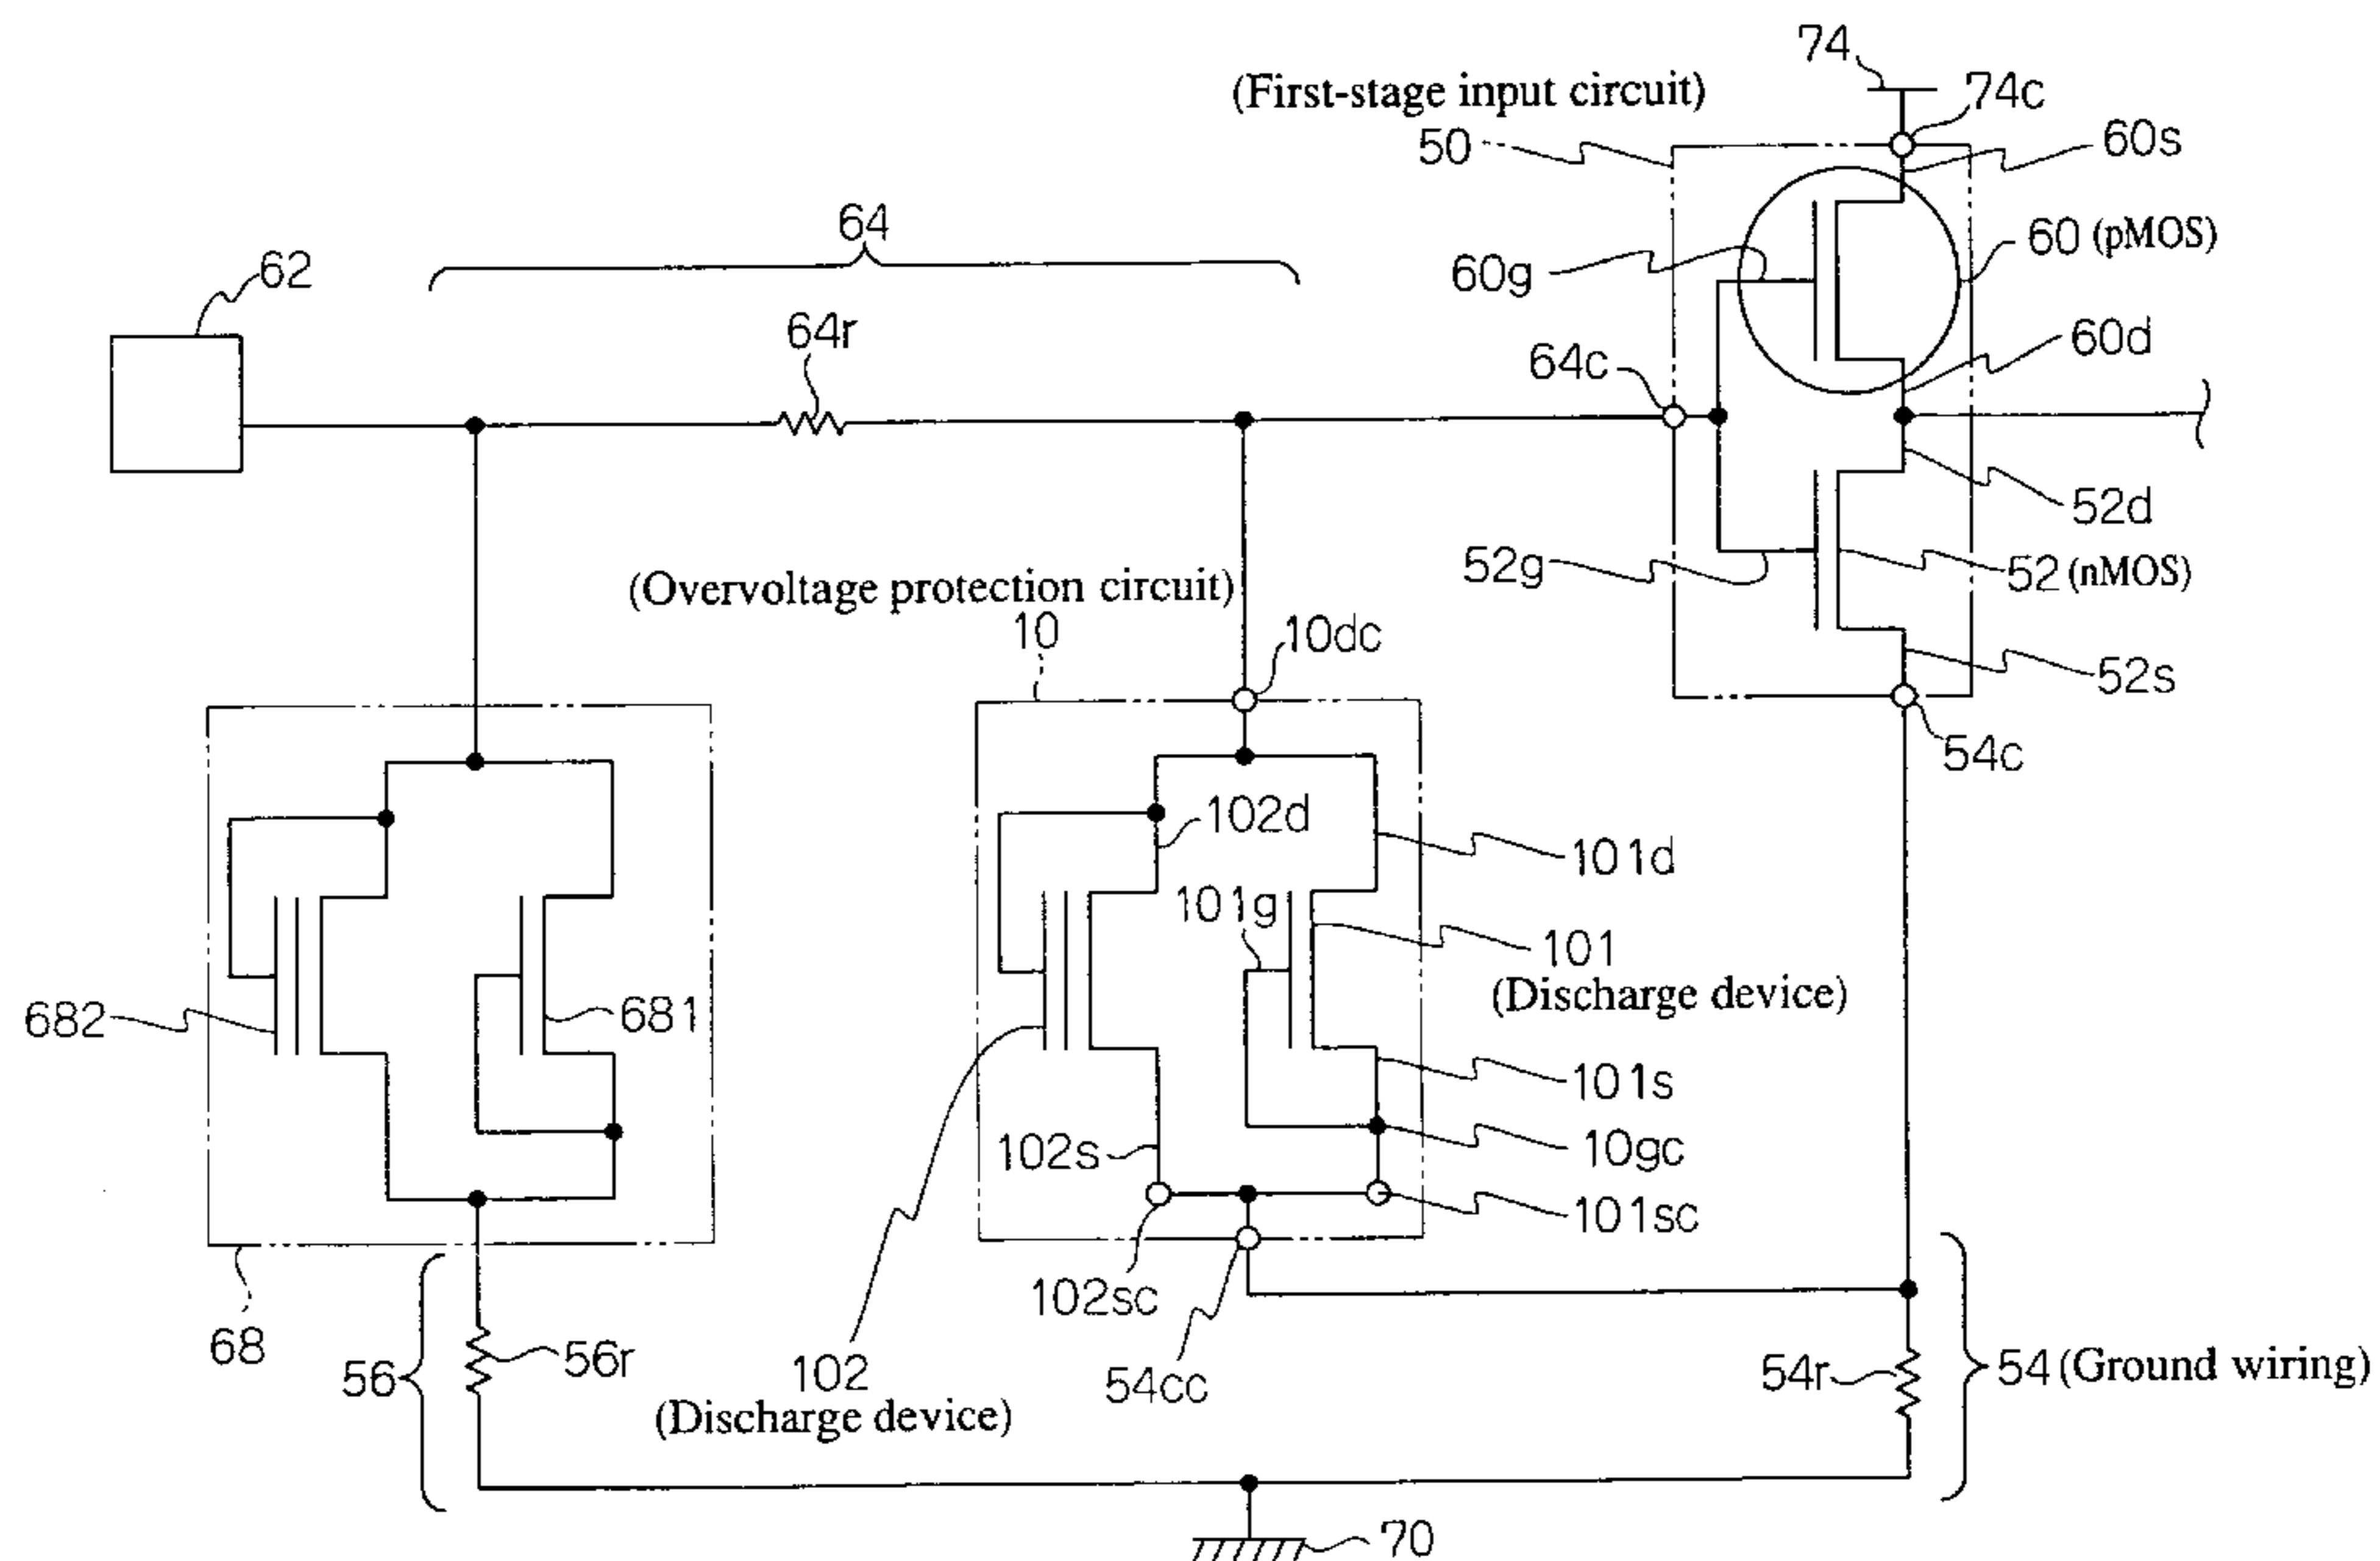 74
(First-stage input circuit)
74c
50
60s
64
60 (pMOS)
62
60g
64r
60d
64c
52d
52g
52 (nMOS)
(Overvoltage protection circuit)
10
10dc
52s
54c
102d
101d
101g
101
(Discharge device)
682
681
101s
102s
10gc
101sc
102sc
68
56
56r
102
(Discharge device)
54cc
54r
54 (Ground wiring)
70